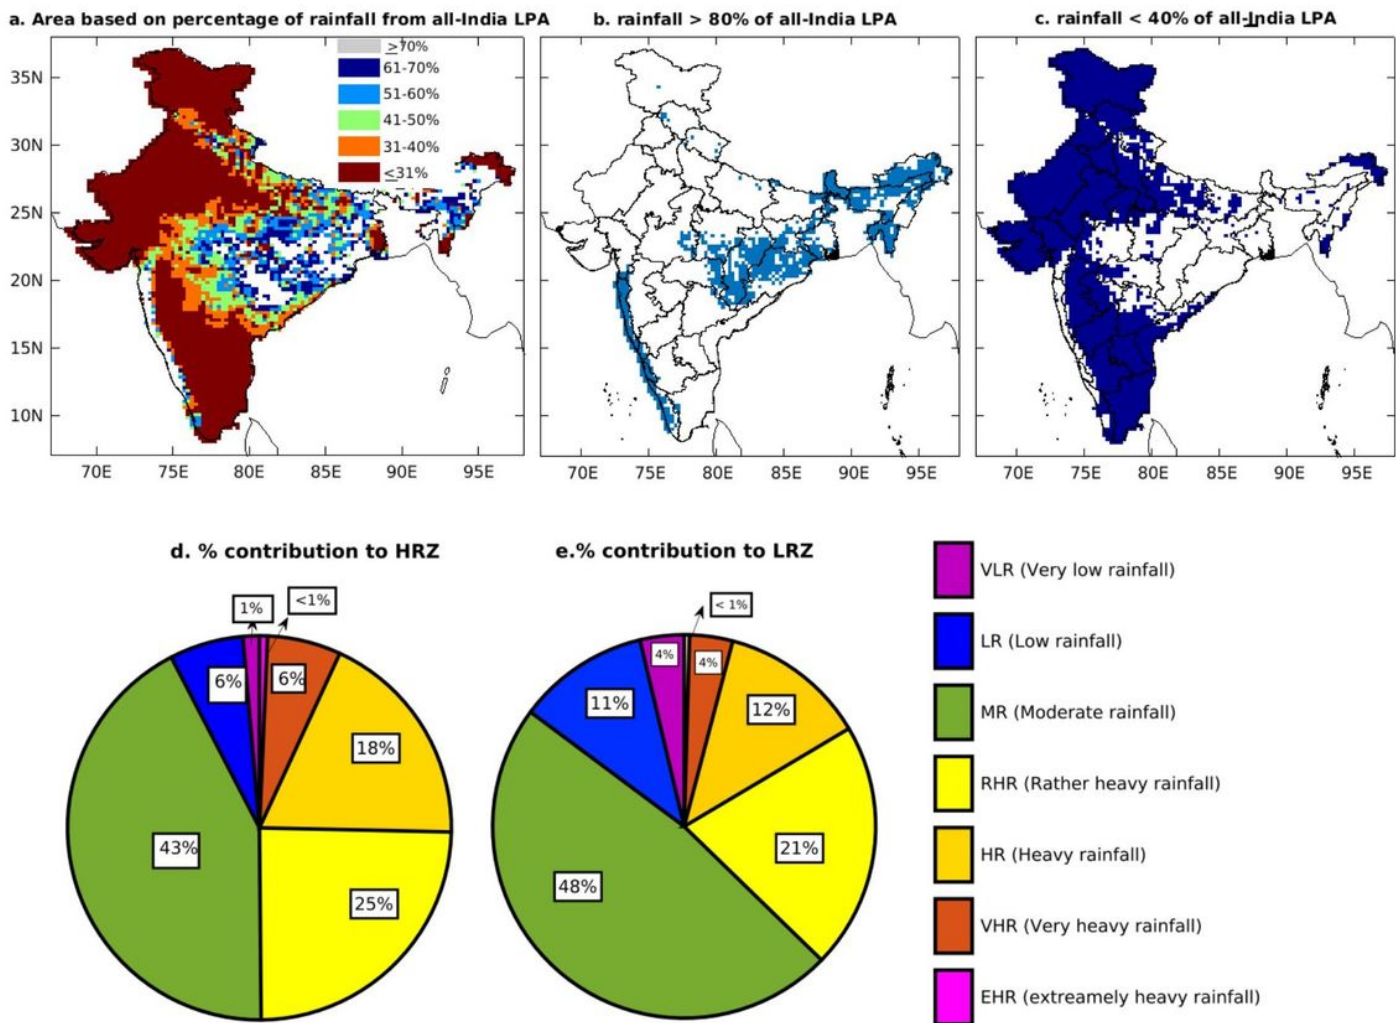 a. Area based on percentage of rainfall from all-India LPA
b. rainfall > 80% of all-India LPA
c. rainfall < 40% of all-India LPA
≥70%
61-70%
51-60%
41-50%
31-40%
≤31%
35N
30N
25N
20N
15N
10N
70E 75E 80E 85E 90E 95E
70E 75E 80E 85E 90E 95E
70E 75E 80E 85E 90E 95E
d. % contribution to HRZ
1%
<1%
6%
6%
18%
43%
25%
e.% contribution to LRZ
< 1%
4%
4%
11%
12%
21%
48%
VLR (Very low rainfall)
LR (Low rainfall)
MR (Moderate rainfall)
RHR (Rather heavy rainfall)
HR (Heavy rainfall)
VHR (Very heavy rainfall)
EHR (extreamely heavy rainfall)